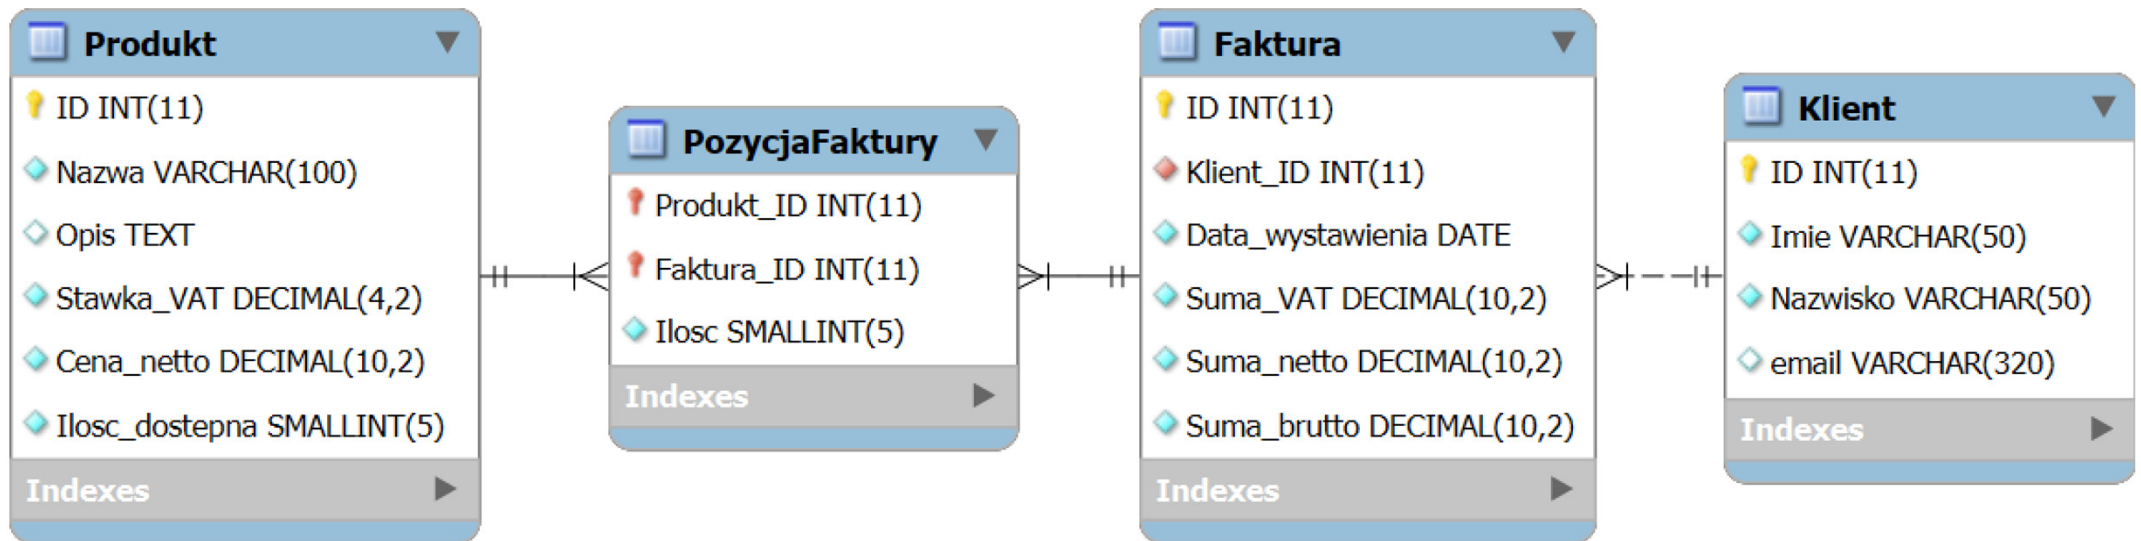 Produkt
ID INT(11)
Nazwa VARCHAR(100)
Opis TEXT
Stawka_VAT DECIMAL(4,2)
Cena_netto DECIMAL(10,2)
Ilosc_dostepna SMALLINT(5)
Indexes
PozycjaFaktury
Produkt_ID INT(11)
Faktura_ID INT(11)
Ilosc SMALLINT(5)
Indexes
Faktura
ID INT(11)
Klient_ID INT(11)
Data_wystawienia DATE
Suma_VAT DECIMAL(10,2)
Suma_netto DECIMAL(10,2)
Suma_brutto DECIMAL(10,2)
Indexes
Klient
ID INT(11)
Imie VARCHAR(50)
Nazwisko VARCHAR(50)
email VARCHAR(320)
Indexes